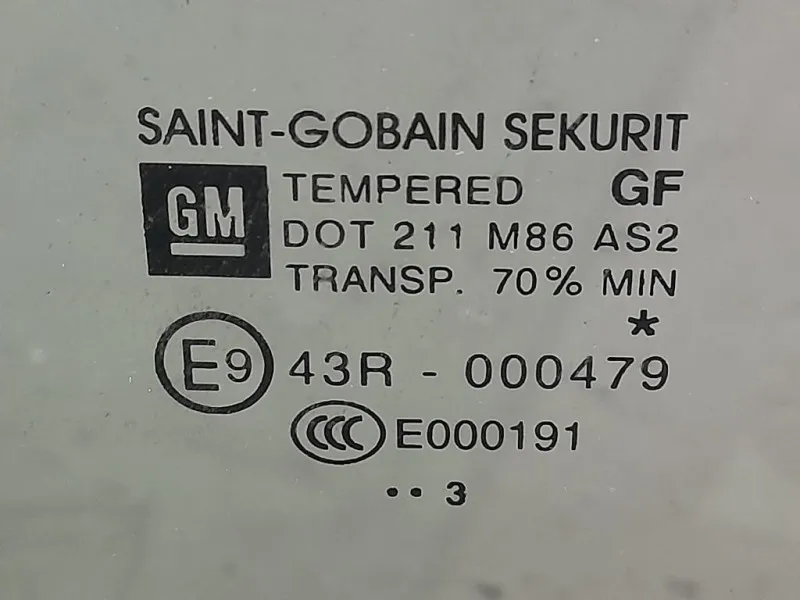 SAINT-GOBAIN SEKURIT
GM TEMPERED GF
DOT 211 M86 AS2
TRANSP. 70% MIN
*
E9 43R - 000479
CCC E000191
•• 3